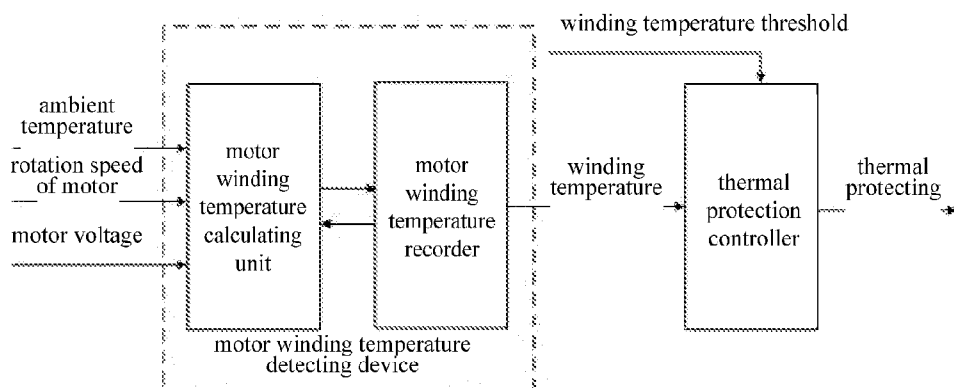 winding temperature threshold
ambient
temperature
rotation speed
of motor
motor voltage
motor
winding
temperature
calculating
unit
motor
winding
temperature
recorder
motor winding temperature
detecting device
winding
temperature
thermal
protection
controller
thermal
protecting